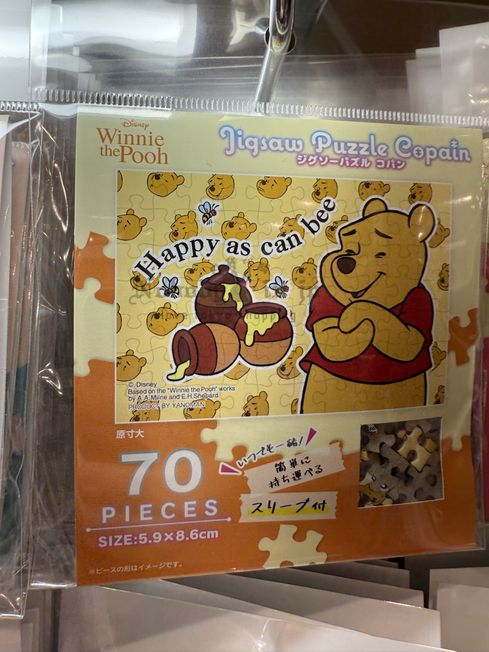 Disney
Winnie
the Pooh
Jigsaw Puzzle Copain
ジグソーパズル コパン
Happy as can bee
© Disney
Based on the "Winnie the Pooh" works
by A.A. Milne and E.H. Shepard.
PRODUCT BY YANOMAN
原寸大
70
PIECES
SIZE:5.9×8.6cm
いつでも一緒!
簡単に
持ち運べる
スリーブ付
※ピースの形はイメージです。